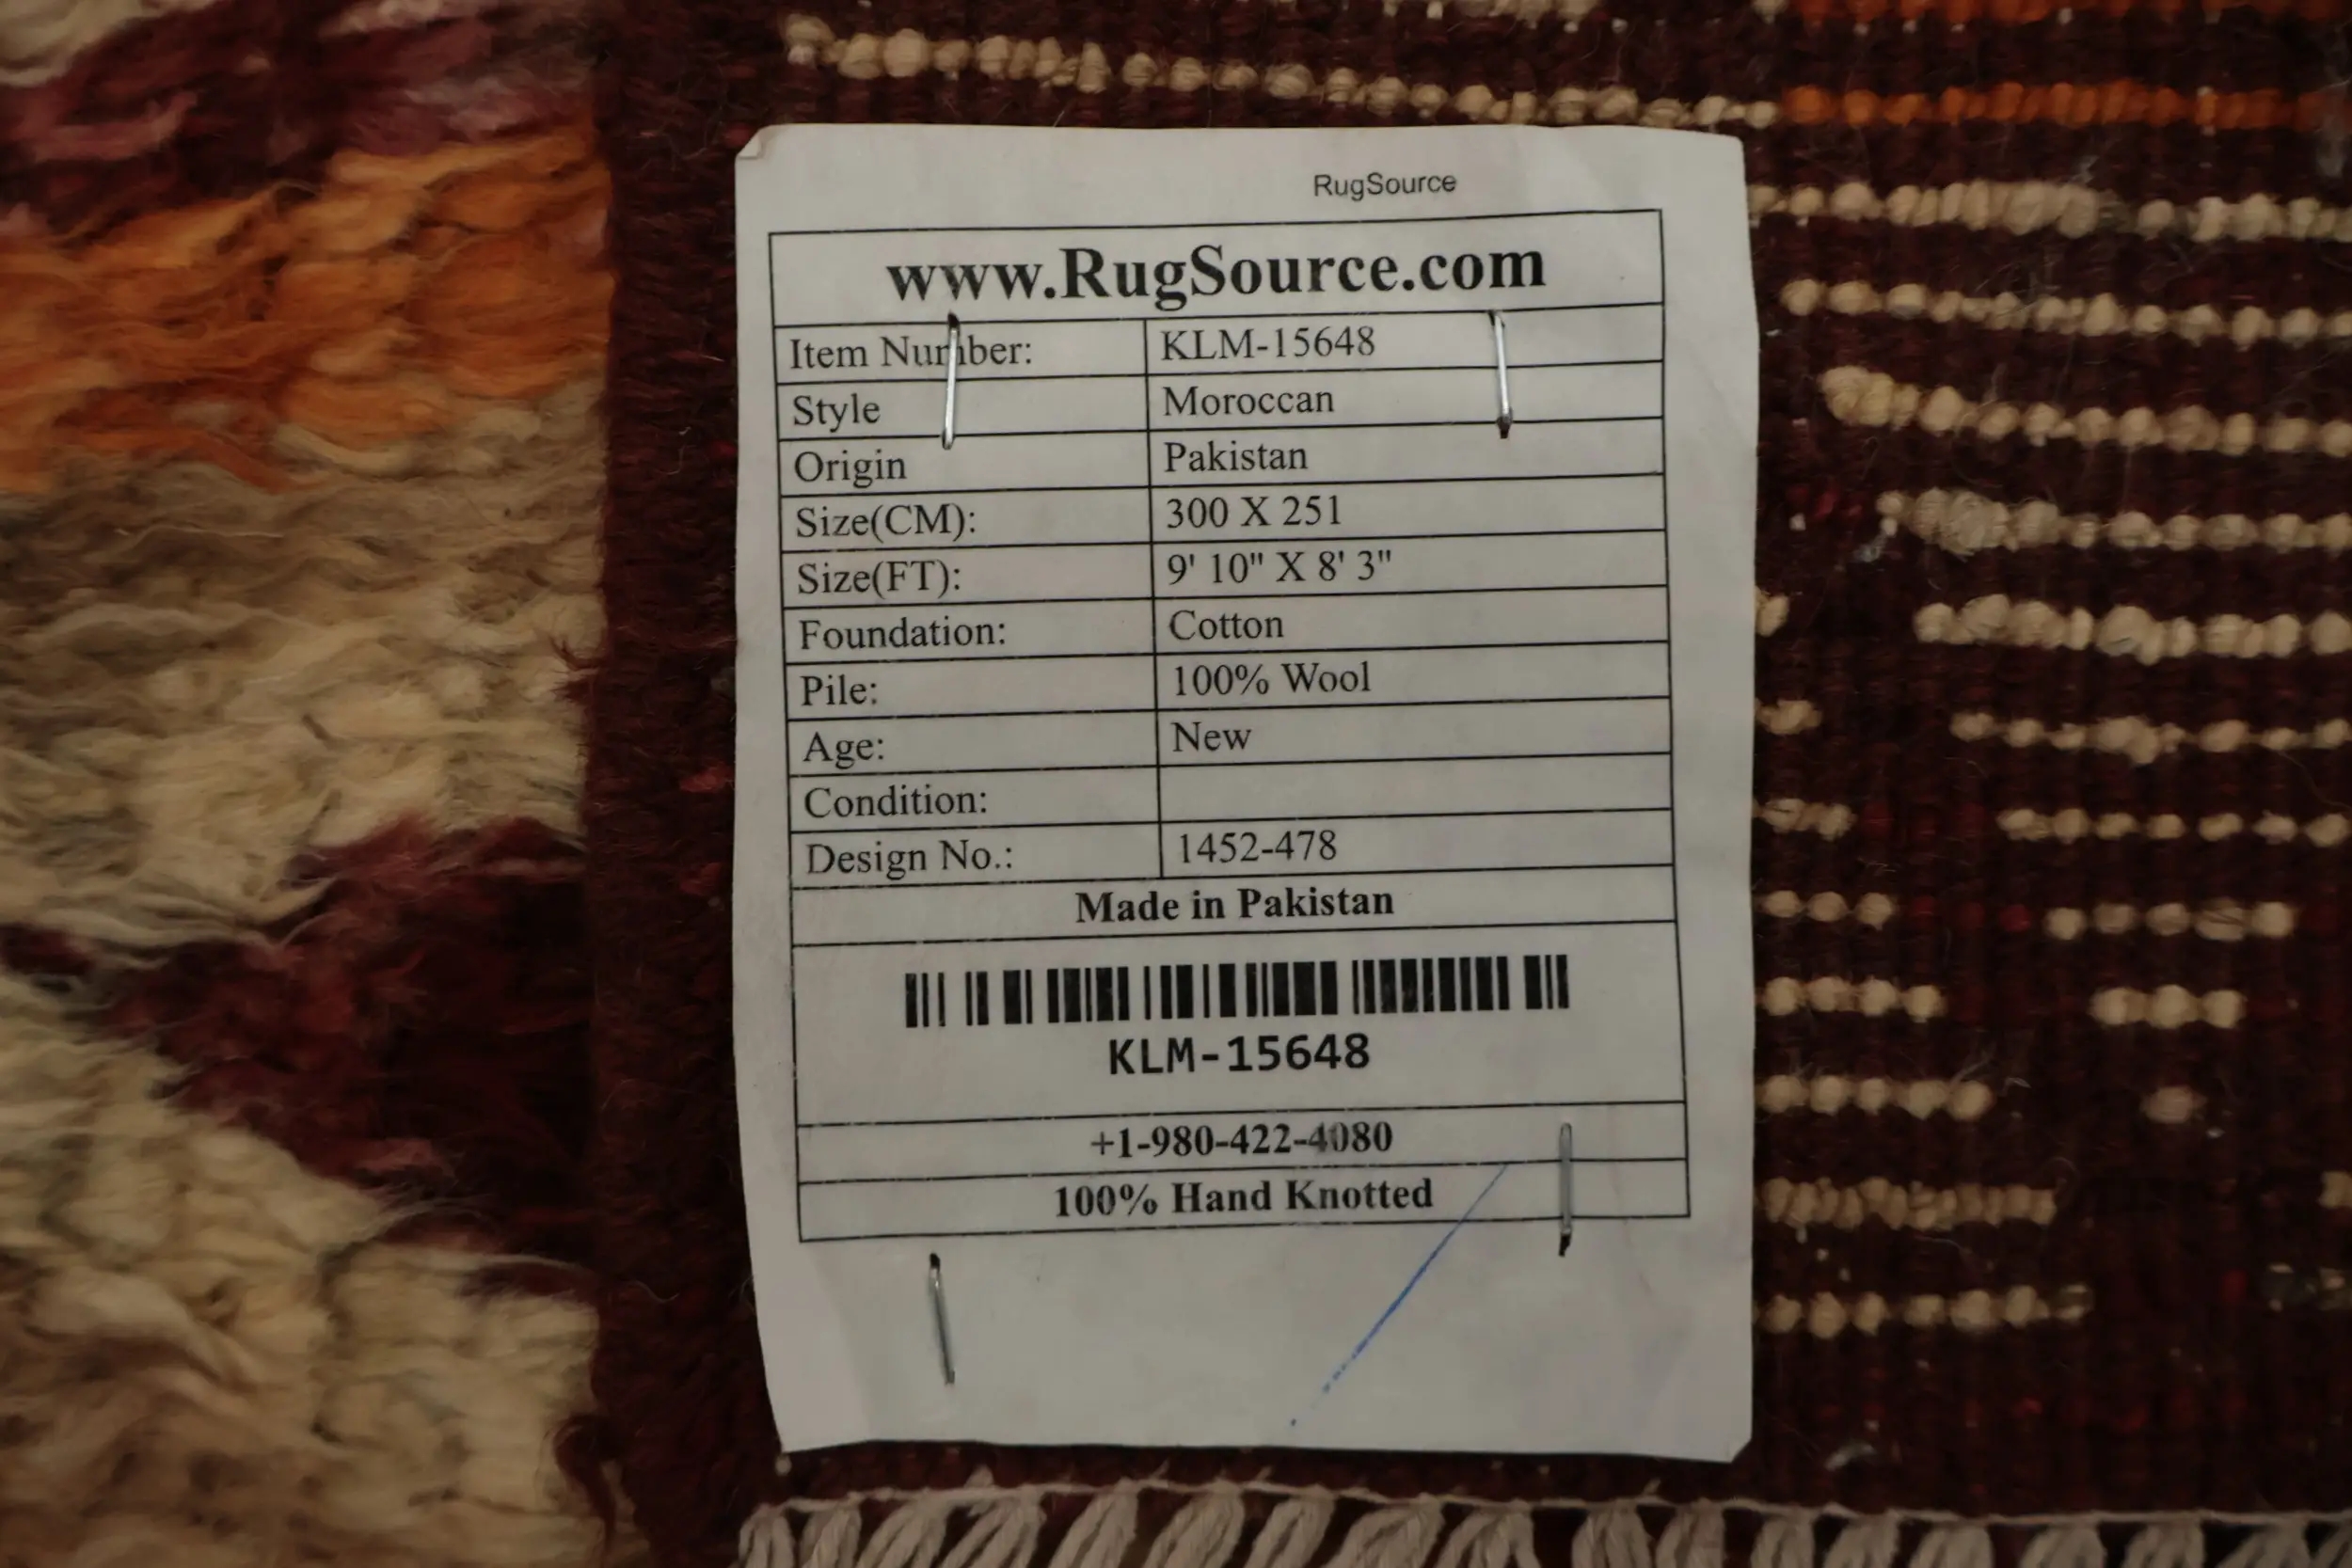 RugSource
www.RugSource.com
Item Number: KLM-15648
Style Moroccan
Origin Pakistan
Size(CM): 300 X 251
Size(FT): 9' 10" X 8' 3"
Foundation: Cotton
Pile: 100% Wool
Age: New
Condition:
Design No.: 1452-478
Made in Pakistan
KLM-15648
+1-980-422-4080
100% Hand Knotted